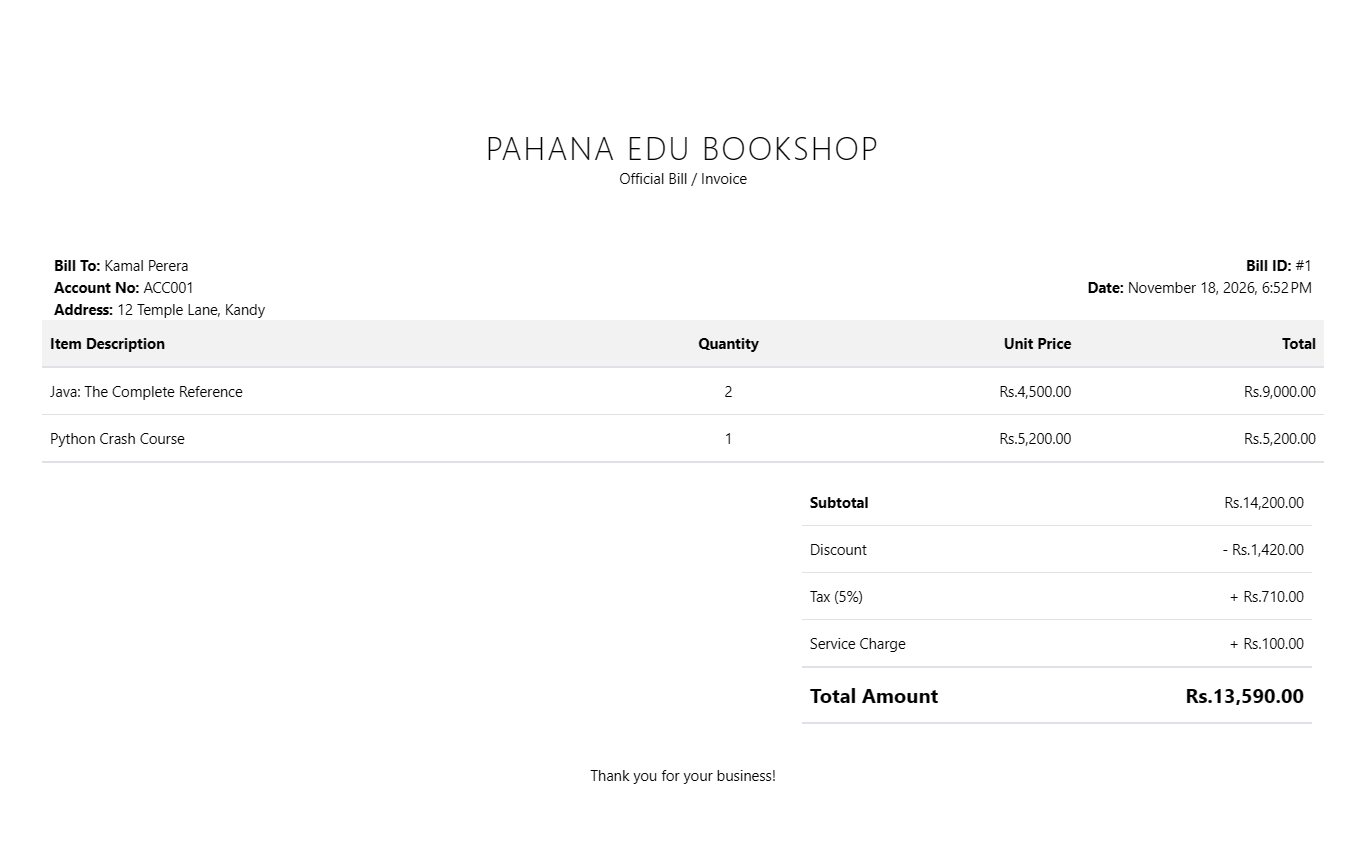 PAHANA EDU BOOKSHOP
Official Bill / Invoice
Bill To: Kamal Perera
Account No: ACC001
Address: 12 Temple Lane, Kandy
Bill ID: #1
Date: November 18, 2026, 6:52 PM
Item Description Quantity Unit Price Total
Java: The Complete Reference 2 Rs.4,500.00 Rs.9,000.00
Python Crash Course 1 Rs.5,200.00 Rs.5,200.00
Subtotal Rs.14,200.00
Discount - Rs.1,420.00
Tax (5%) + Rs.710.00
Service Charge + Rs.100.00
Total Amount Rs.13,590.00
Thank you for your business!